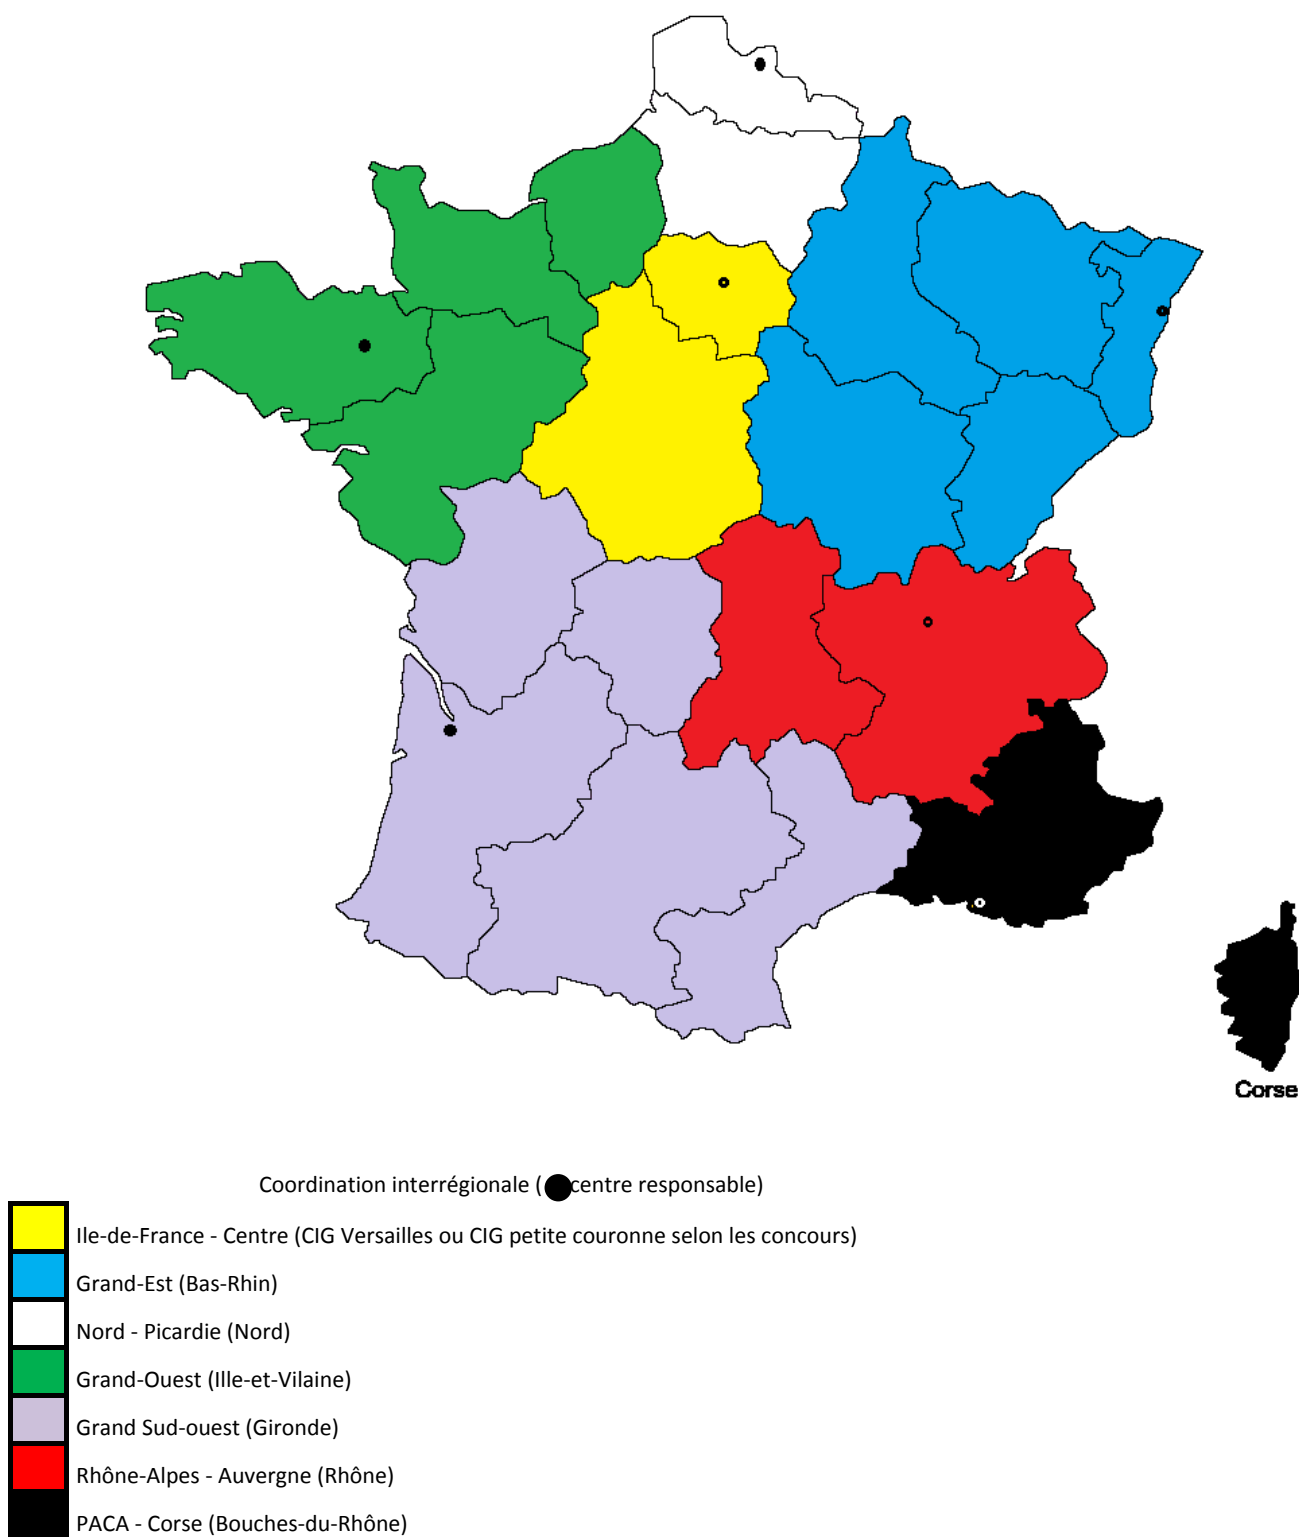 Corse
Coordination interrégionale (●centre responsable)
Ile-de-France - Centre (CIG Versailles ou CIG petite couronne selon les concours)
Grand-Est (Bas-Rhin)
Nord - Picardie (Nord)
Grand-Ouest (Ille-et-Vilaine)
Grand Sud-ouest (Gironde)
Rhône-Alpes - Auvergne (Rhône)
PACA - Corse (Bouches-du-Rhône)